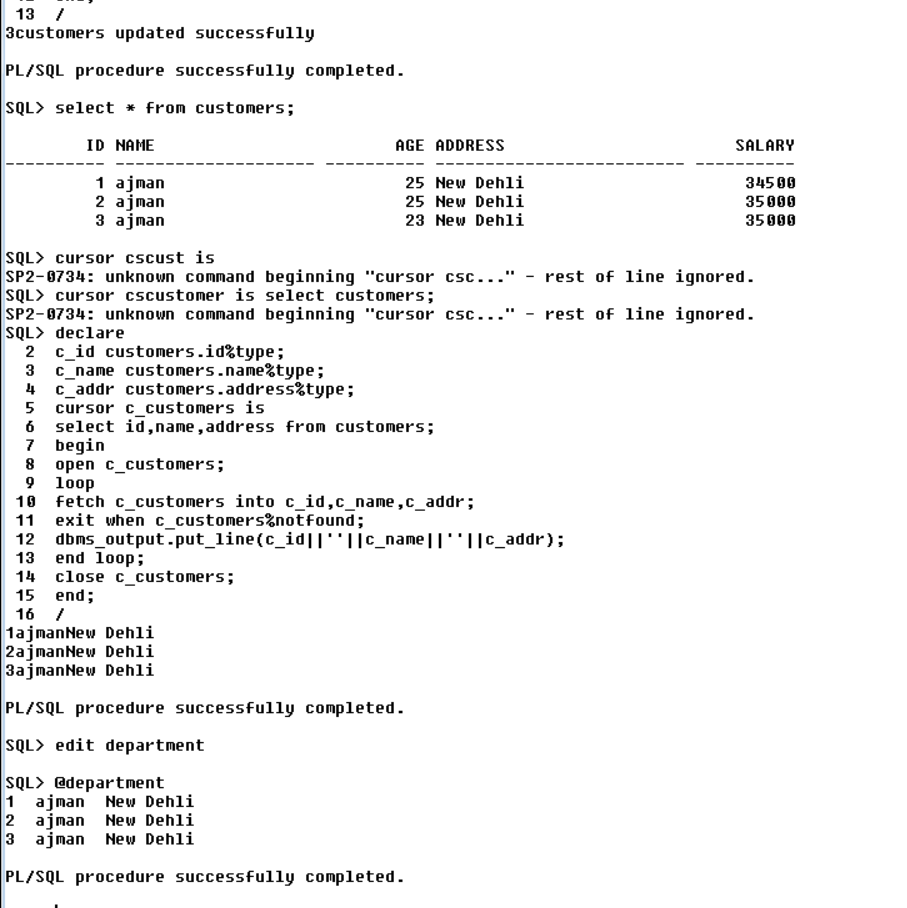 13  /
3customers updated successfully
PL/SQL procedure successfully completed.
SQL> select * from customers;
        ID NAME                        AGE ADDRESS                       SALARY
---------- -------------------- ---------- ------------------------- ----------
         1 ajman                        25 New Dehli                      34500
         2 ajman                        25 New Dehli                      35000
         3 ajman                        23 New Dehli                      35000
SQL> cursor cscust is
SP2-0734: unknown command beginning "cursor csc..." - rest of line ignored.
SQL> cursor cscustomer is select customers;
SP2-0734: unknown command beginning "cursor csc..." - rest of line ignored.
SQL> declare
  2  c_id customers.id%type;
  3  c_name customers.name%type;
  4  c_addr customers.address%type;
  5  cursor c_customers is
  6  select id,name,address from customers;
  7  begin
  8  open c_customers;
  9  loop
 10  fetch c_customers into c_id,c_name,c_addr;
 11  exit when c_customers%notfound;
 12  dbms_output.put_line(c_id||''||c_name||''||c_addr);
 13  end loop;
 14  close c_customers;
 15  end;
 16  /
1ajmanNew Dehli
2ajmanNew Dehli
3ajmanNew Dehli
PL/SQL procedure successfully completed.
SQL> edit department
SQL> @department
1  ajman  New Dehli
2  ajman  New Dehli
3  ajman  New Dehli
PL/SQL procedure successfully completed.